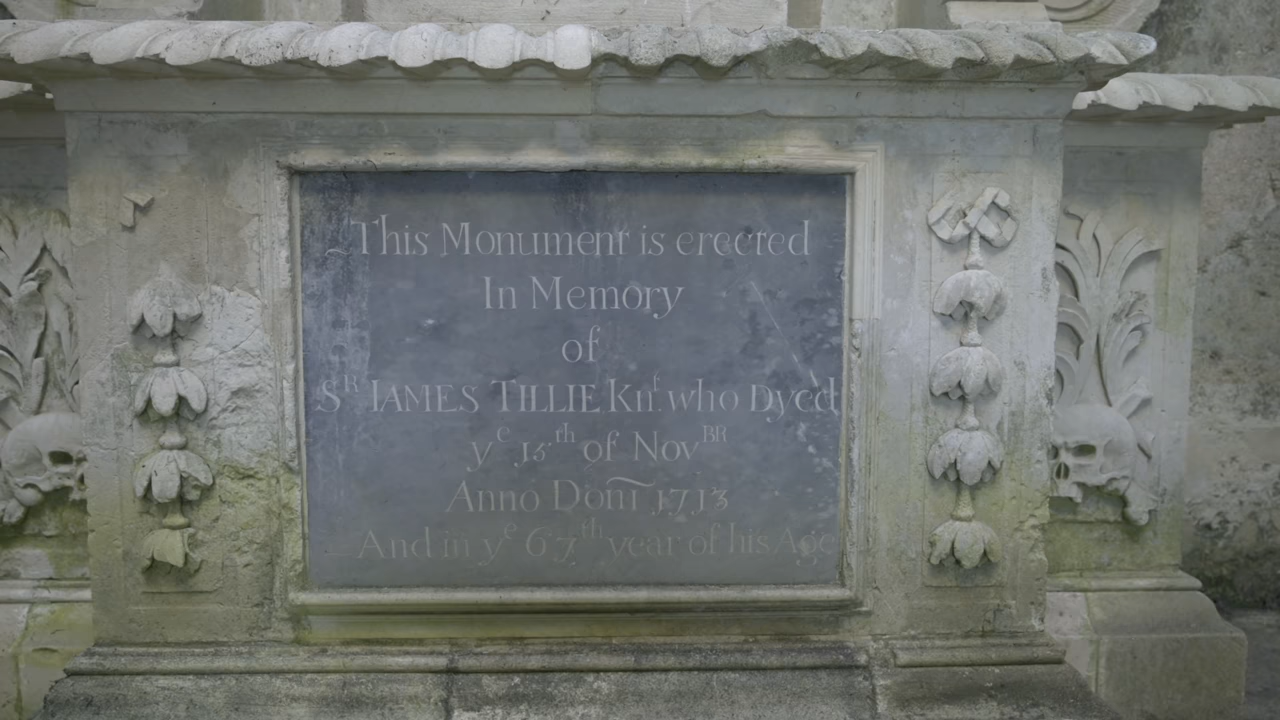 This Monument is erected
In Memory
of
Sᴿ IAMES TILLIE Knᵗ. who Dyed
yᵉ 15ᵗʰ of Novᴮᴿ
Anno Dom̄ 1713
And in yᵉ 67ᵗʰ year of his Age